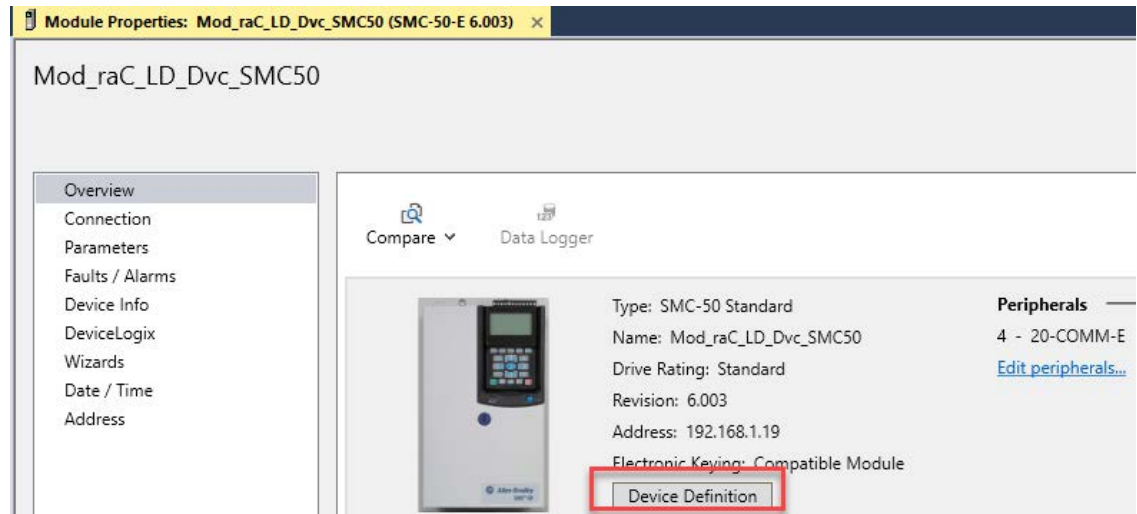 Module Properties: Mod_raC_LD_Dvc_SMC50 (SMC-50-E 6.003) ×
Mod_raC_LD_Dvc_SMC50
Overview
Connection
Parameters
Faults / Alarms
Device Info
DeviceLogix
Wizards
Date / Time
Address
Compare
Data Logger
Type: SMC-50 Standard
Name: Mod_raC_LD_Dvc_SMC50
Drive Rating: Standard
Revision: 6.003
Address: 192.168.1.19
Electronic Keying: Compatible Module
Device Definition
Peripherals
4 - 20-COMM-E
Edit peripherals...
Allen-Bradley